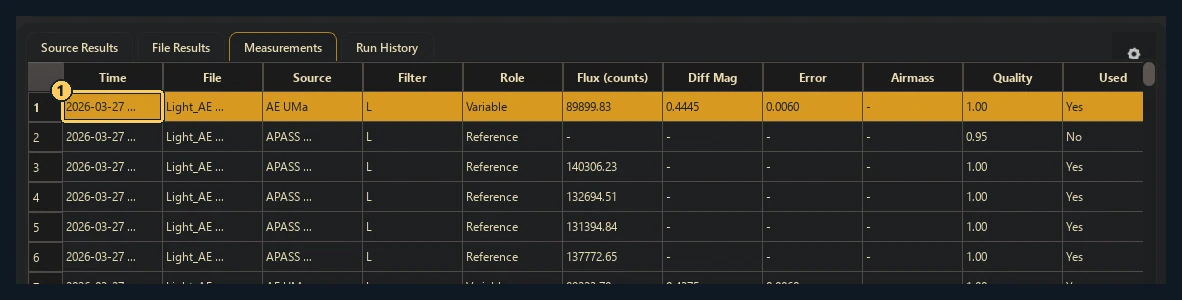 Source Results File Results Measurements Run History
Time File Source Filter Role Flux (counts) Diff Mag Error Airmass Quality Used
1
1 2026-03-27 ... Light_AE ... AE UMa L Variable 89899.83 0.4445 0.0060 - 1.00 Yes
2 2026-03-27 ... Light_AE ... APASS ... L Reference - - - - 0.95 No
3 2026-03-27 ... Light_AE ... APASS ... L Reference 140306.23 - - - 1.00 Yes
4 2026-03-27 ... Light_AE ... APASS ... L Reference 132694.51 - - - 1.00 Yes
5 2026-03-27 ... Light_AE ... APASS ... L Reference 131394.84 - - - 1.00 Yes
6 2026-03-27 ... Light_AE ... APASS ... L Reference 137772.65 - - - 1.00 Yes